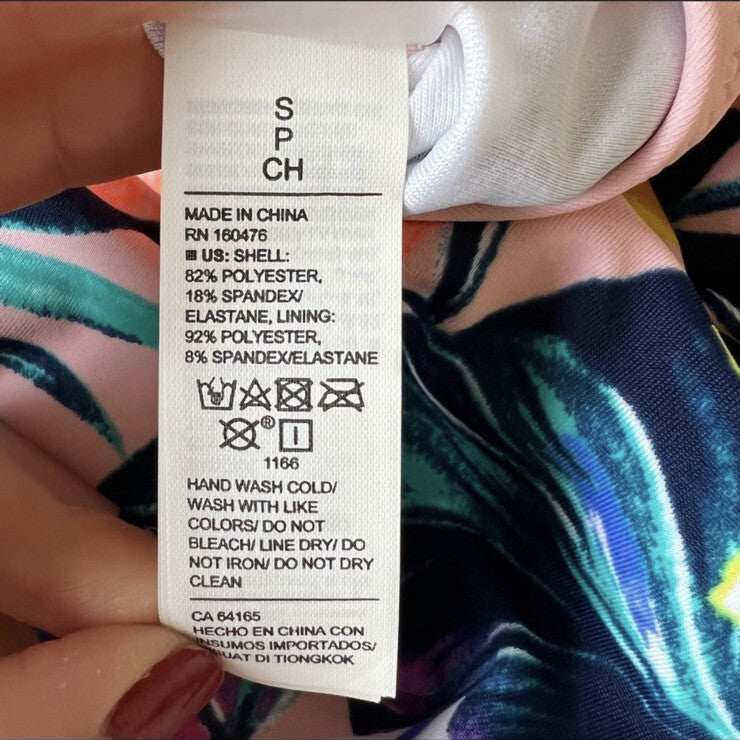 S
P
CH
MADE IN CHINA
RN 160476
US: SHELL:
82% POLYESTER,
18% SPANDEX/
ELASTANE, LINING:
92% POLYESTER,
8% SPANDEX/ELASTANE
®
1166
HAND WASH COLD/
WASH WITH LIKE
COLORS/ DO NOT
BLEACH/ LINE DRY/ DO
NOT IRON/ DO NOT DRY
CLEAN
CA 64165
HECHO EN CHINA CON
INSUMOS IMPORTADOS/
DI TIONGKOK